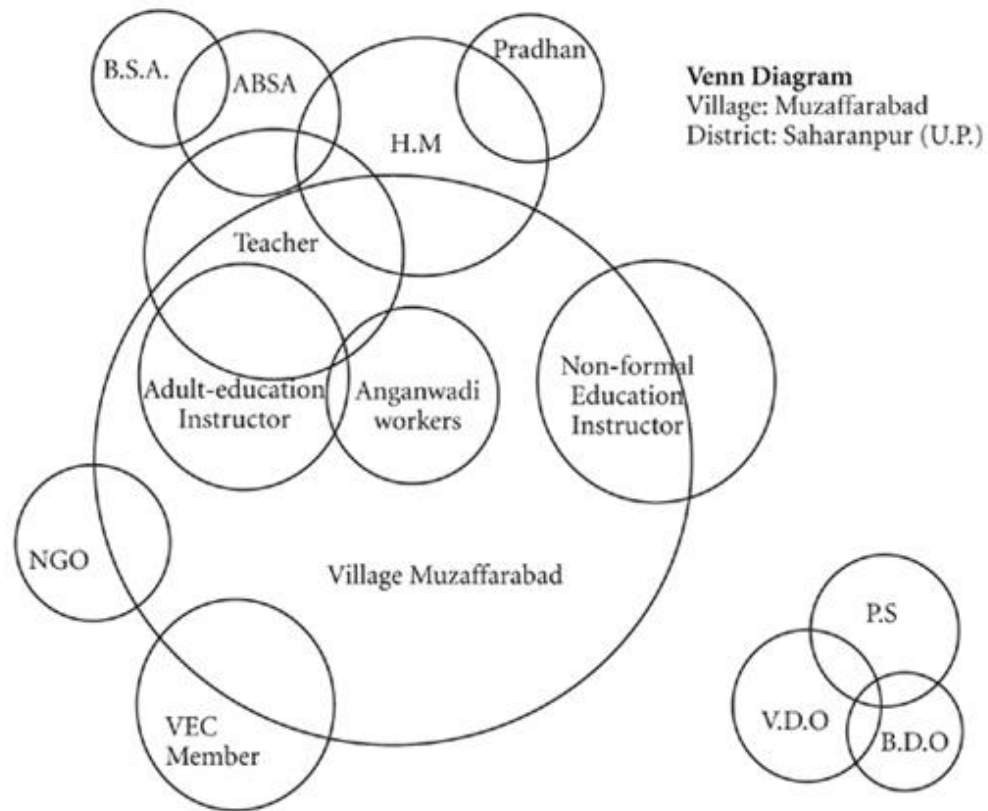 B.S.A.
ABSA
Pradhan
H.M
Venn Diagram
Village: Muzaffarabad
District: Saharanpur (U.P.)
Teacher
Adult-education
Instructor
Anganwadi
workers
Non-formal
Education
Instructor
NGO
Village Muzaffarabad
VEC
Member
P.S
V.D.O
B.D.O